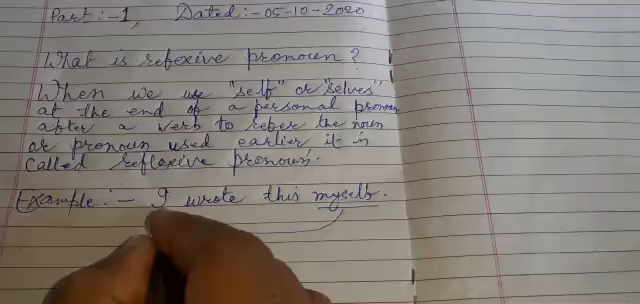 Part:-1, Dated:-05-10-2020
What is refexive pronoun?
When we use "self" or "selves"
at the end of a personal pronoun
after a verb to reber the noun
or pronoun used earlier it is
called reflexive pronoun.
Example:- I wrote this myself.